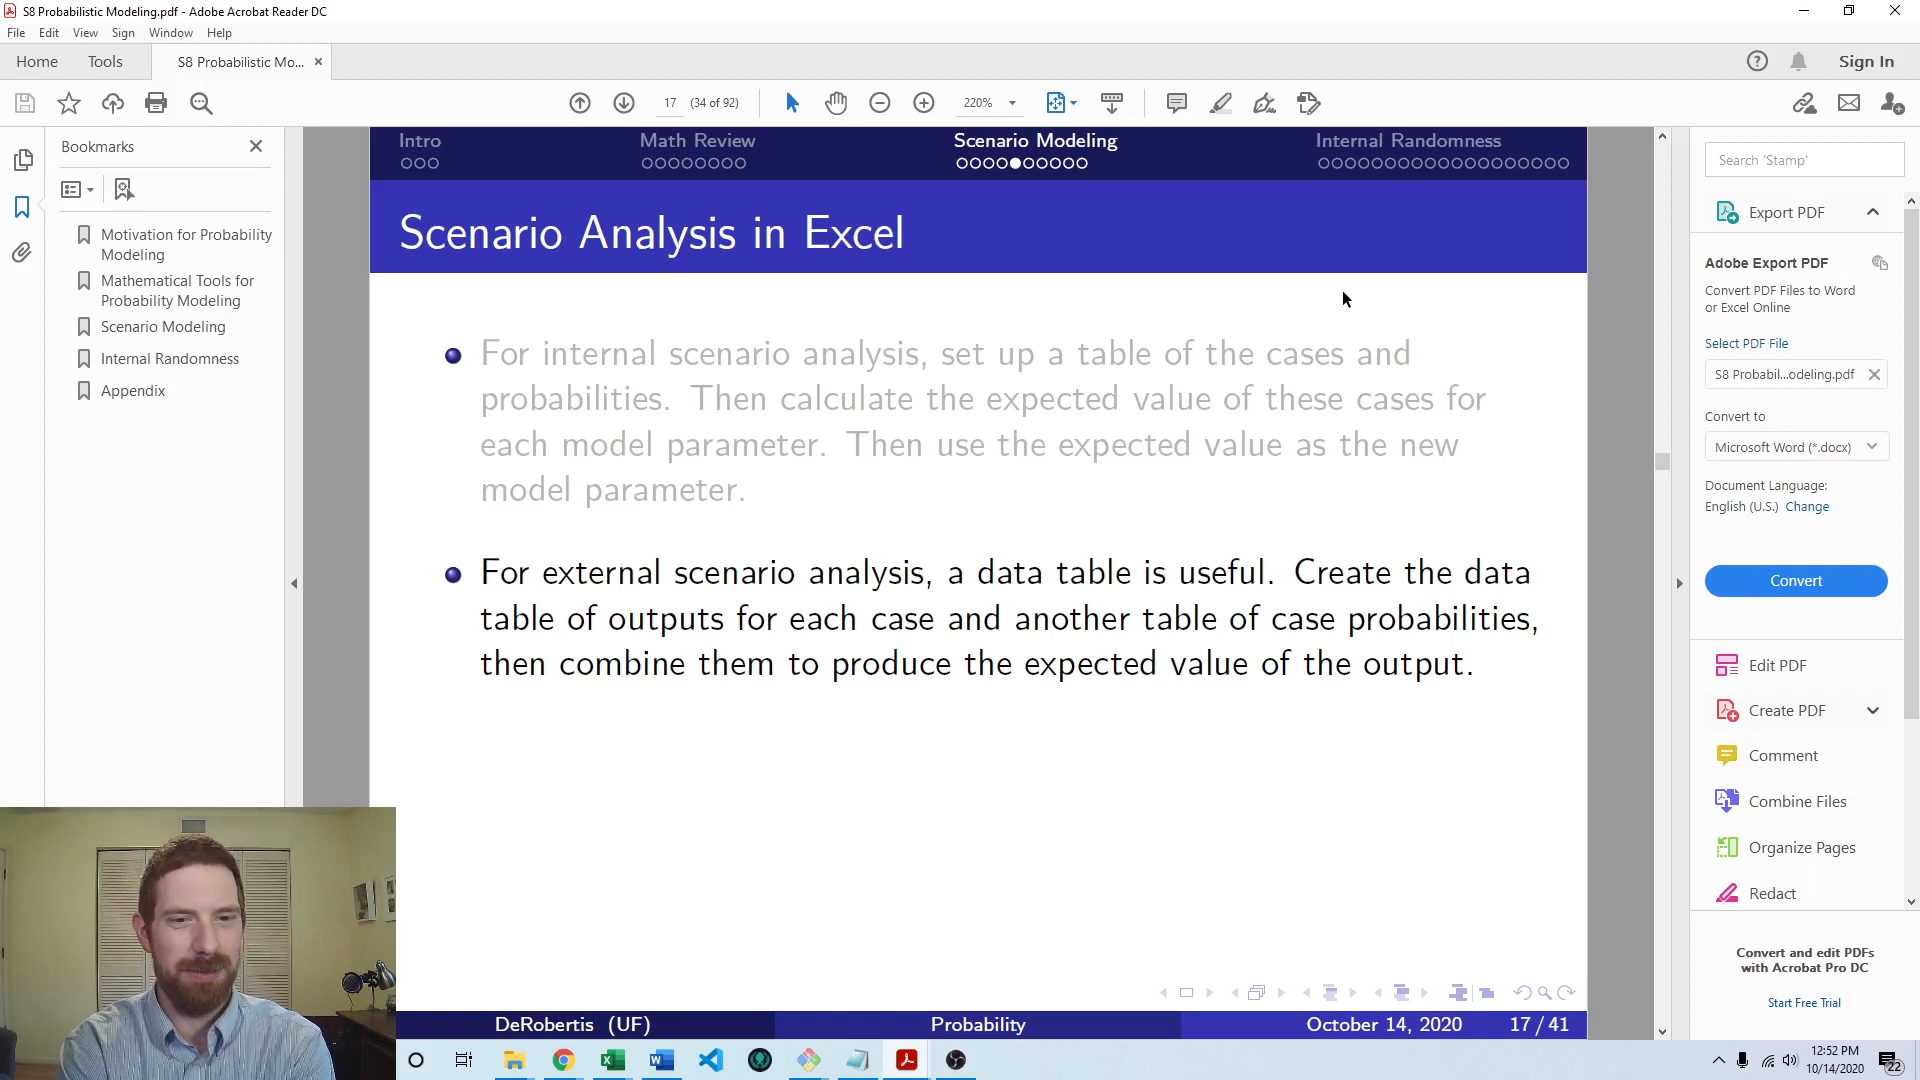 S8 Probabilistic Modeling.pdf - Adobe Acrobat Reader DC
File Edit View Sign Window Help
Home Tools S8 Probabilistic Mo... Sign In
17 (34 of 92) 220%
Bookmarks
Motivation for Probability
Modeling
Mathematical Tools for
Probability Modeling
Scenario Modeling
Internal Randomness
Appendix
Intro Math Review Scenario Modeling Internal Randomness
Scenario Analysis in Excel
For internal scenario analysis, set up a table of the cases and
probabilities. Then calculate the expected value of these cases for
each model parameter. Then use the expected value as the new
model parameter.
For external scenario analysis, a data table is useful. Create the data
table of outputs for each case and another table of case probabilities,
then combine them to produce the expected value of the output.
DeRobertis (UF) Probability October 14, 2020 17 / 41
Search 'Stamp'
Export PDF
Adobe Export PDF
Convert PDF Files to Word
or Excel Online
Select PDF File
S8 Probabil...odeling.pdf
Convert to
Microsoft Word (*.docx)
Document Language:
English (U.S.) Change
Convert
Edit PDF
Create PDF
Comment
Combine Files
Organize Pages
Redact
Convert and edit PDFs
with Acrobat Pro DC
Start Free Trial
12:52 PM
10/14/2020
22